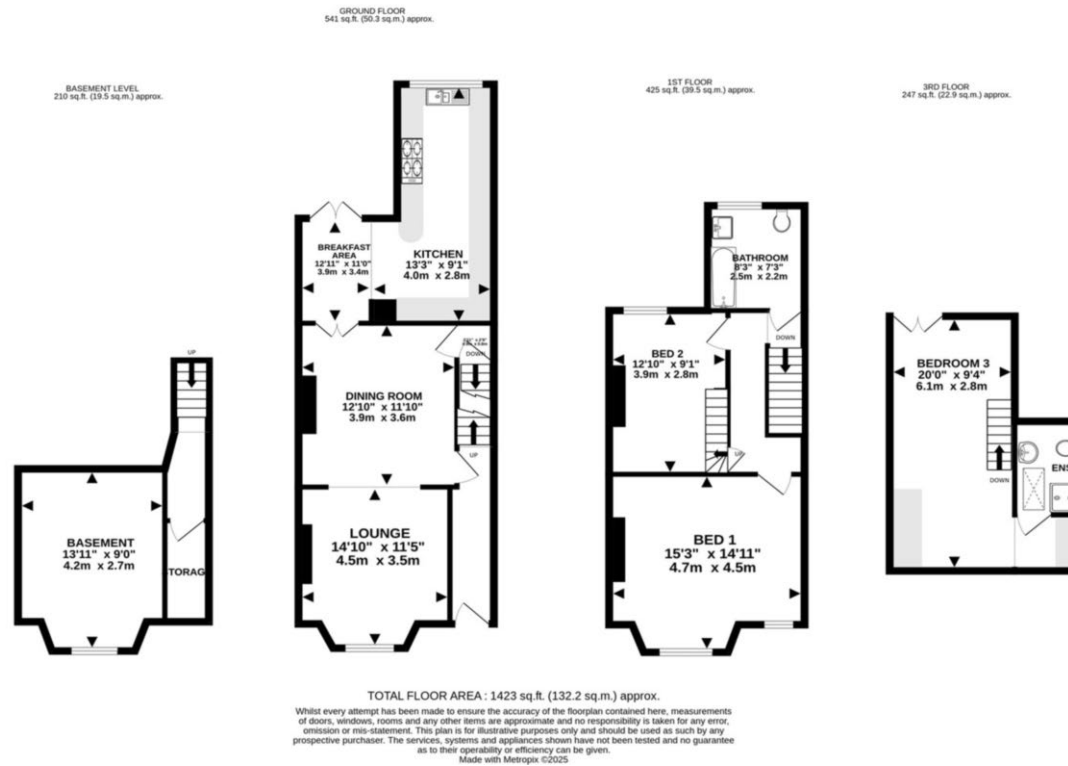 GROUND FLOOR
541 sq.ft. (50.3 sq.m.) approx.
BASEMENT LEVEL
210 sq.ft. (19.5 sq.m.) approx.
1ST FLOOR
425 sq.ft. (39.5 sq.m.) approx.
3RD FLOOR
247 sq.ft. (22.9 sq.m.) approx.
UP
BASEMENT
13'11" x 9'0"
4.2m x 2.7m
TORAG
BREAKFAST
AREA
12'11" x 11'0"
3.9m x 3.4m
KITCHEN
13'3" x 9'1"
4.0m x 2.8m
DOWN
DINING ROOM
12'10" x 11'10"
3.9m x 3.6m
UP
LOUNGE
14'10" x 11'5"
4.5m x 3.5m
BATHROOM
8'3" x 7'3"
2.5m x 2.2m
DOWN
BED 2
12'10" x 9'1"
3.9m x 2.8m
UP
BED 1
15'3" x 14'11"
4.7m x 4.5m
BEDROOM 3
20'0" x 9'4"
6.1m x 2.8m
DOWN
ENS
TOTAL FLOOR AREA : 1423 sq.ft. (132.2 sq.m.) approx.
Whilst every attempt has been made to ensure the accuracy of the floorplan contained here, measurements
of doors, windows, rooms and any other items are approximate and no responsibility is taken for any error,
omission or mis-statement. This plan is for illustrative purposes only and should be used as such by any
prospective purchaser. The services, systems and appliances shown have not been tested and no guarantee
as to their operability or efficiency can be given.
Made with Metropix ©2025